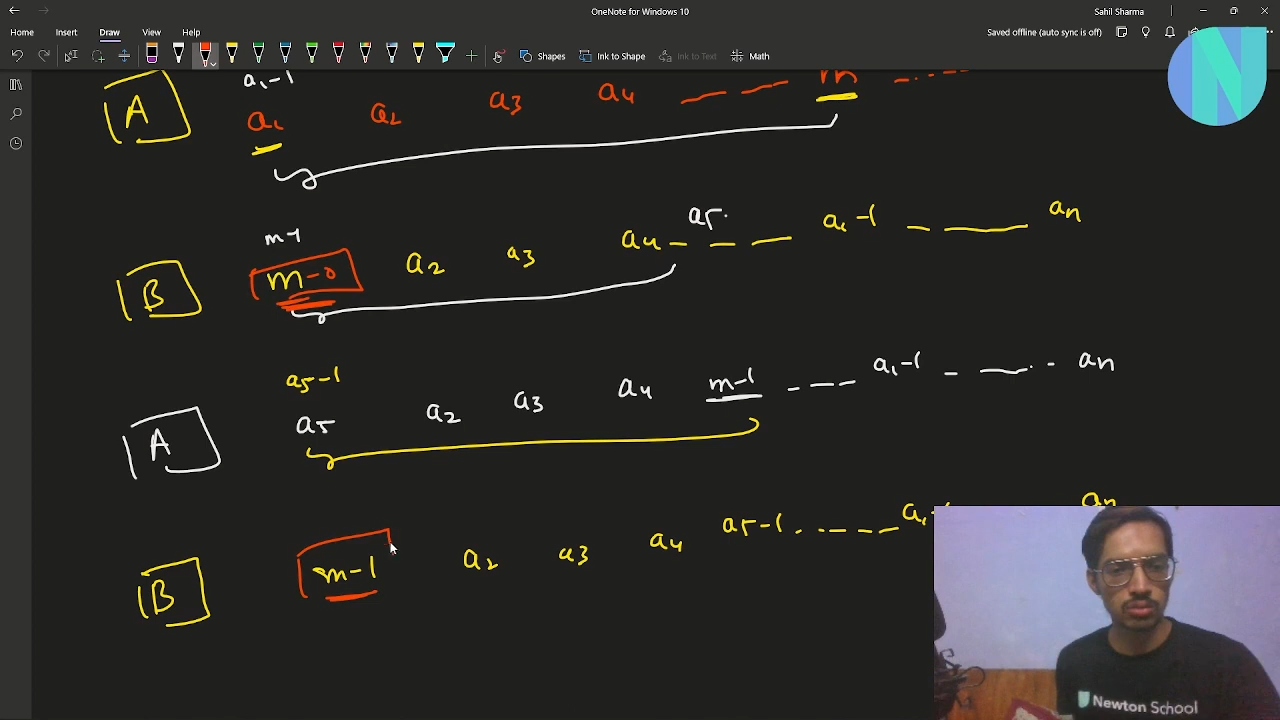 OneNote for Windows 10
Sahil Sharma
Home Insert Draw View Help
Saved offline (auto sync is off)
Shapes Ink to Shape Ink to Text Math
a1-1
A a1 a2 a3 a4 — — m - - - -
m-1 a5.
B m-0 a2 a3 a4 - - - a1-1 - — an
a5-1
A a5 a2 a3 a4 m-1 - - - a1-1 - — . - an
B m-1 a2 a3 a4 a5-1 . - - - - an
Newton School